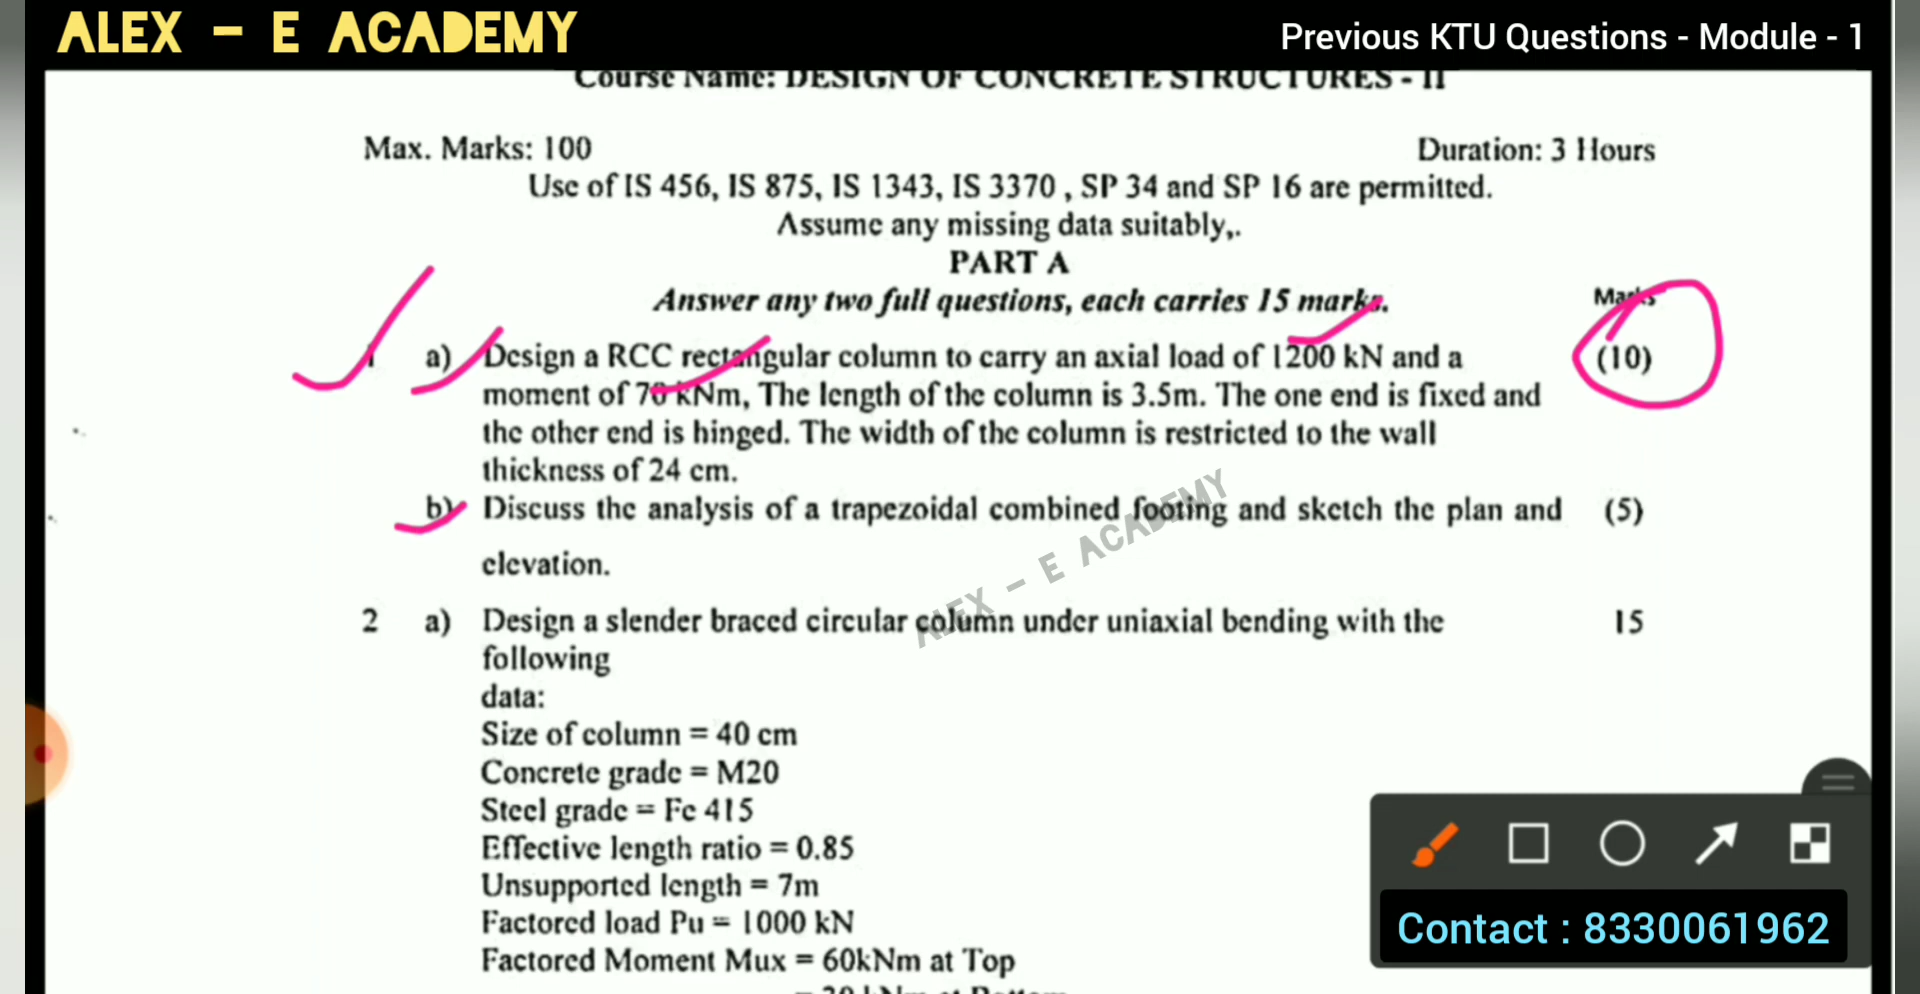 ALEX - E ACADEMY
Previous KTU Questions - Module - 1
Course Name: DESIGN OF CONCRETE STRUCTURES - II
Max. Marks: 100
Duration: 3 Hours
Use of IS 456, IS 875, IS 1343, IS 3370 , SP 34 and SP 16 are permitted.
Assume any missing data suitably,.
PART A
Answer any two full questions, each carries 15 marks.
Marks
1 a) Design a RCC rectangular column to carry an axial load of 1200 kN and a (10)
moment of 70 kNm, The length of the column is 3.5m. The one end is fixed and
the other end is hinged. The width of the column is restricted to the wall
thickness of 24 cm.
b) Discuss the analysis of a trapezoidal combined footing and sketch the plan and (5)
elevation.
ALEX - E ACADEMY
2 a) Design a slender braced circular column under uniaxial bending with the 15
following
data:
Size of column = 40 cm
Concrete grade = M20
Steel grade = Fe 415
Effective length ratio = 0.85
Unsupported length = 7m
Factored load Pu = 1000 kN
Factored Moment Mux = 60kNm at Top
Contact : 8330061962